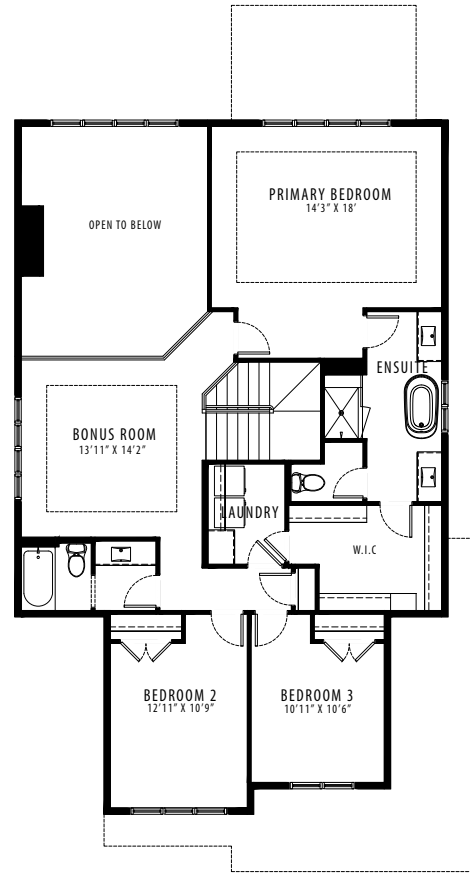 PRIMARY BEDROOM
14'3" X 18'
OPEN TO BELOW
ENSUITE
BONUS ROOM
13'11" X 14'2"
LAUNDRY
W.I.C
BEDROOM 2
12'11" X 10'9"
BEDROOM 3
10'11" X 10'6"